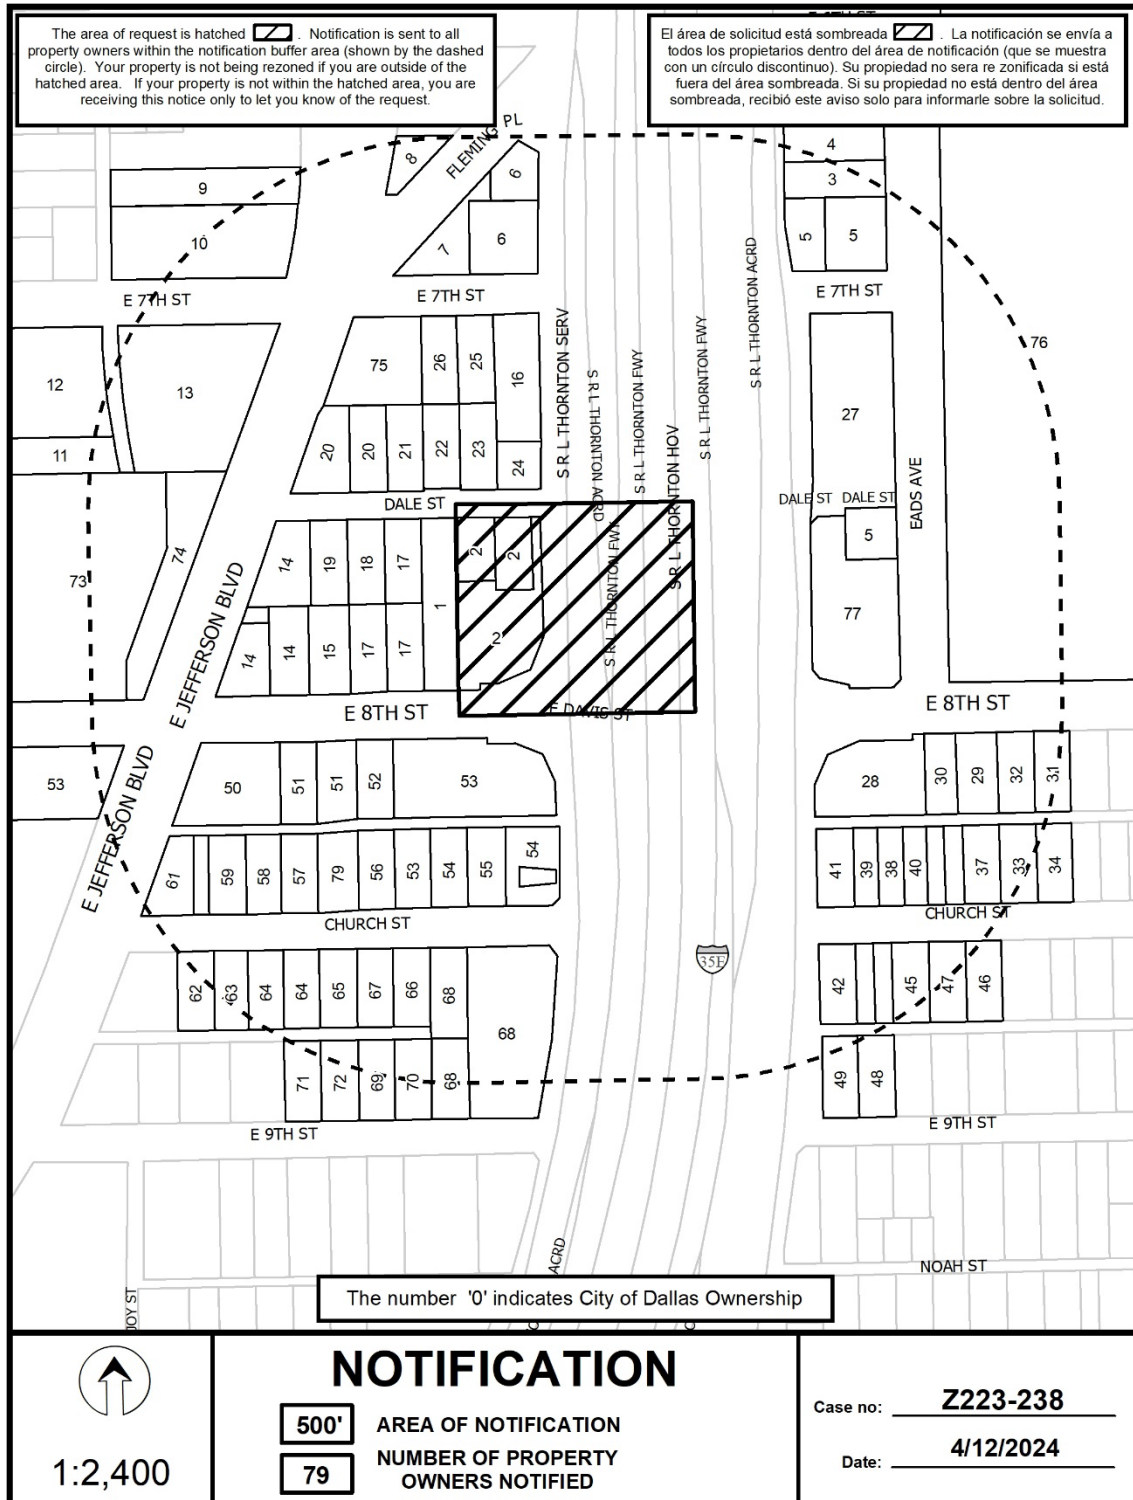 The area of request is hatched . Notification is sent to all
property owners within the notification buffer area (shown by the dashed
circle). Your property is not being rezoned if you are outside of the
hatched area. If your property is not within the hatched area, you are
receiving this notice only to let you know of the request.
El área de solicitud está sombreada . La notificación se envía a
todos los propietarios dentro del área de notificación (que se muestra
con un círculo discontinuo). Su propiedad no sera re zonificada si está
fuera del área sombreada. Si su propiedad no está dentro del área
sombreada, recibió este aviso solo para informarle sobre la solicitud.
FLEMING PL
8
6
4
3
9
10
7
6
5
5
E 7TH ST
E 7TH ST
E 7TH ST
S R L THORNTON SERV
S R L THORNTON ACRD
S R L THORNTON FWY
S R L THORNTON HOV
S R L THORNTON FWY
S R L THORNTON ACRD
76
12
13
75
26
25
16
27
11
20
20
21
22
23
24
DALE ST
DALE ST
DALE ST
EADS AVE
5
73
74
14
19
18
17
1
2
2
S R L THORNTON FWY
77
E JEFFERSON BLVD
14
14
15
17
17
2
E 8TH ST
E DAVIS ST
E 8TH ST
53
E JEFFERSON BLVD
50
51
51
52
53
28
30
29
32
31
61
59
58
57
79
56
53
54
55
54
41
39
38
40
37
33
34
CHURCH ST
CHURCH ST
35E
62
63
64
64
65
67
66
68
68
42
45
47
46
71
72
69
70
68
49
48
E 9TH ST
E 9TH ST
ACRD
NOAH ST
JOY ST
The number '0' indicates City of Dallas Ownership
1:2,400
NOTIFICATION
500' AREA OF NOTIFICATION
79 NUMBER OF PROPERTY
OWNERS NOTIFIED
Case no: Z223-238
Date: 4/12/2024